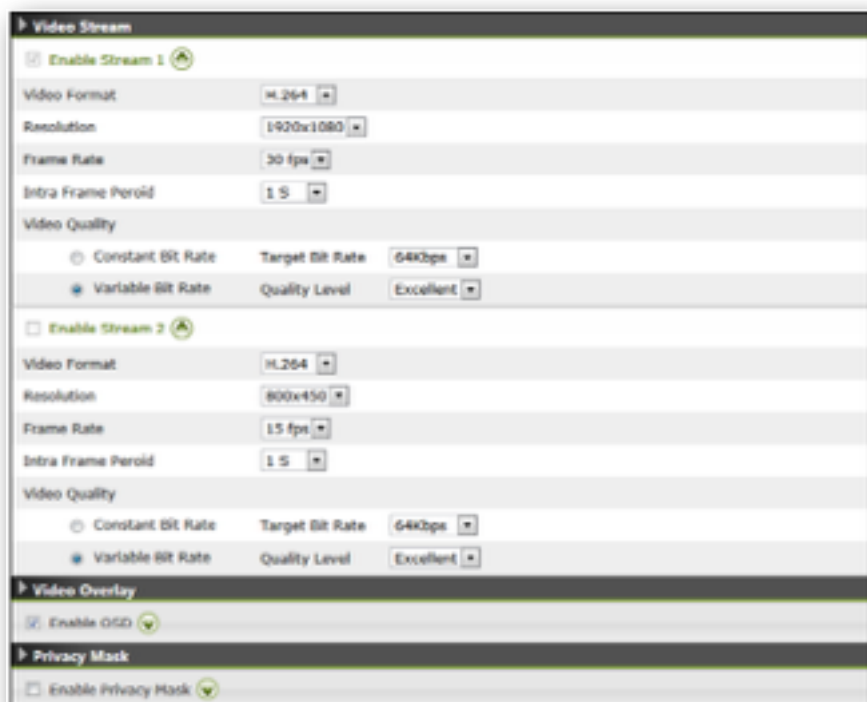 Video Stream
Enable Stream 1
Video Format H.264
Resolution 1920x1080
Frame Rate 30 fps
Intra Frame Peroid 1 S
Video Quality
Constant Bit Rate Target Bit Rate 64Kbps
Variable Bit Rate Quality Level Excellent
Enable Stream 2
Video Format H.264
Resolution 800x450
Frame Rate 15 fps
Intra Frame Peroid 1 S
Video Quality
Constant Bit Rate Target Bit Rate 64Kbps
Variable Bit Rate Quality Level Excellent
Video Overlay
Enable OSD
Privacy Mask
Enable Privacy Mask